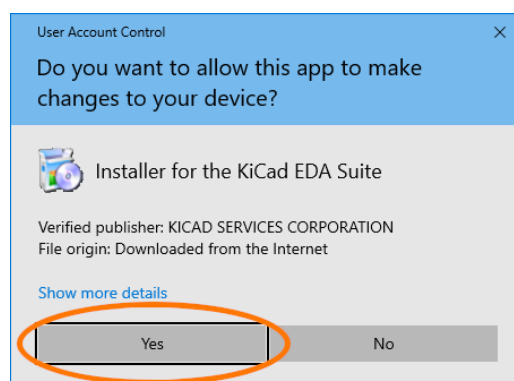 User Account Control
Do you want to allow this app to make
changes to your device?
Installer for the KiCad EDA Suite
Verified publisher: KICAD SERVICES CORPORATION
File origin: Downloaded from the Internet
Show more details
Yes
No